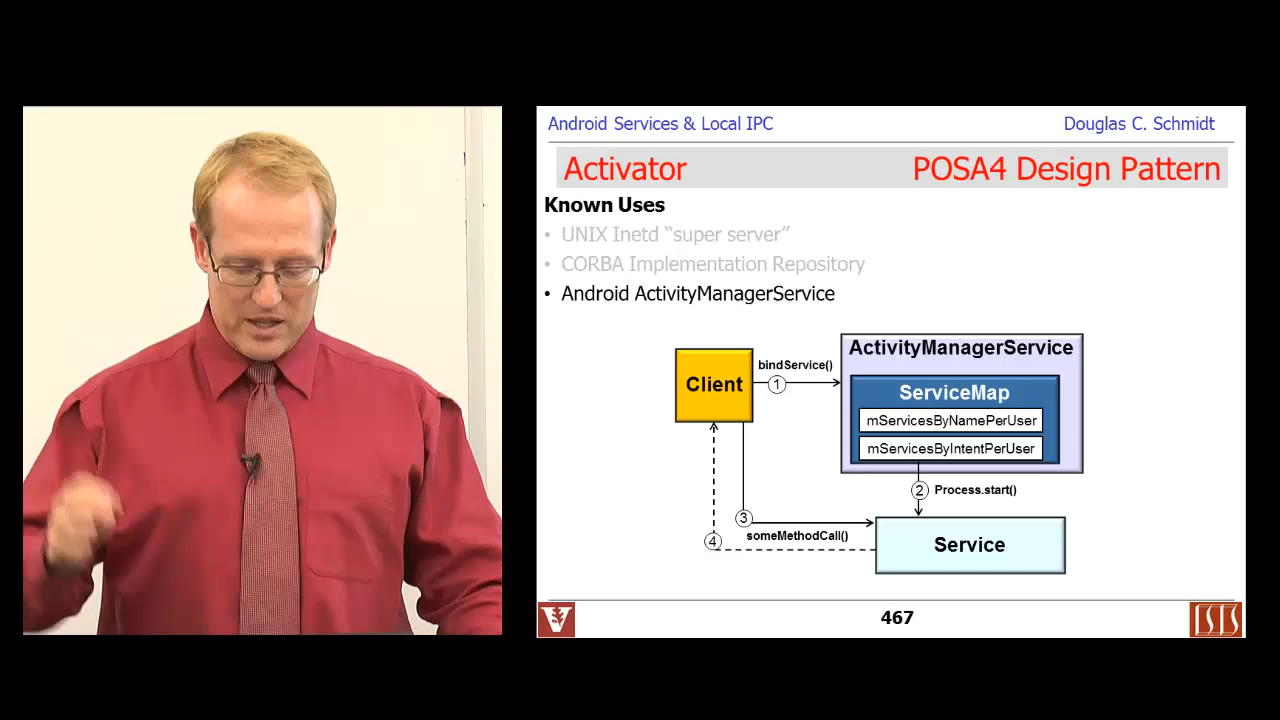 Android Services & Local IPC
Douglas C. Schmidt
Activator
POSA4 Design Pattern
Known Uses
• UNIX Inetd “super server”
• CORBA Implementation Repository
• Android ActivityManagerService
ActivityManagerService
Client
bindService()
1
ServiceMap
mServicesByNamePerUser
mServicesByIntentPerUser
2
Process.start()
3
someMethodCall()
4
Service
467
V
ISIS